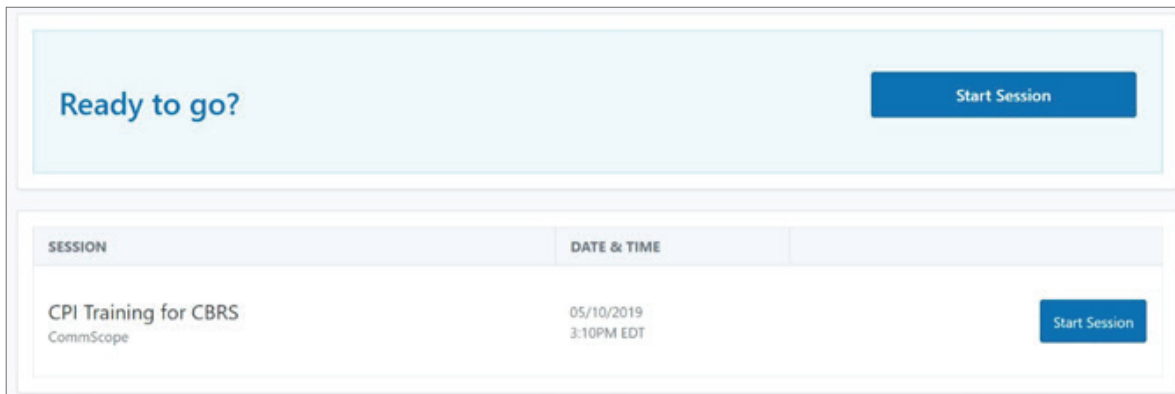 Ready to go?
Start Session
SESSION
DATE & TIME
CPI Training for CBRS
CommScope
05/10/2019
3:10PM EDT
Start Session